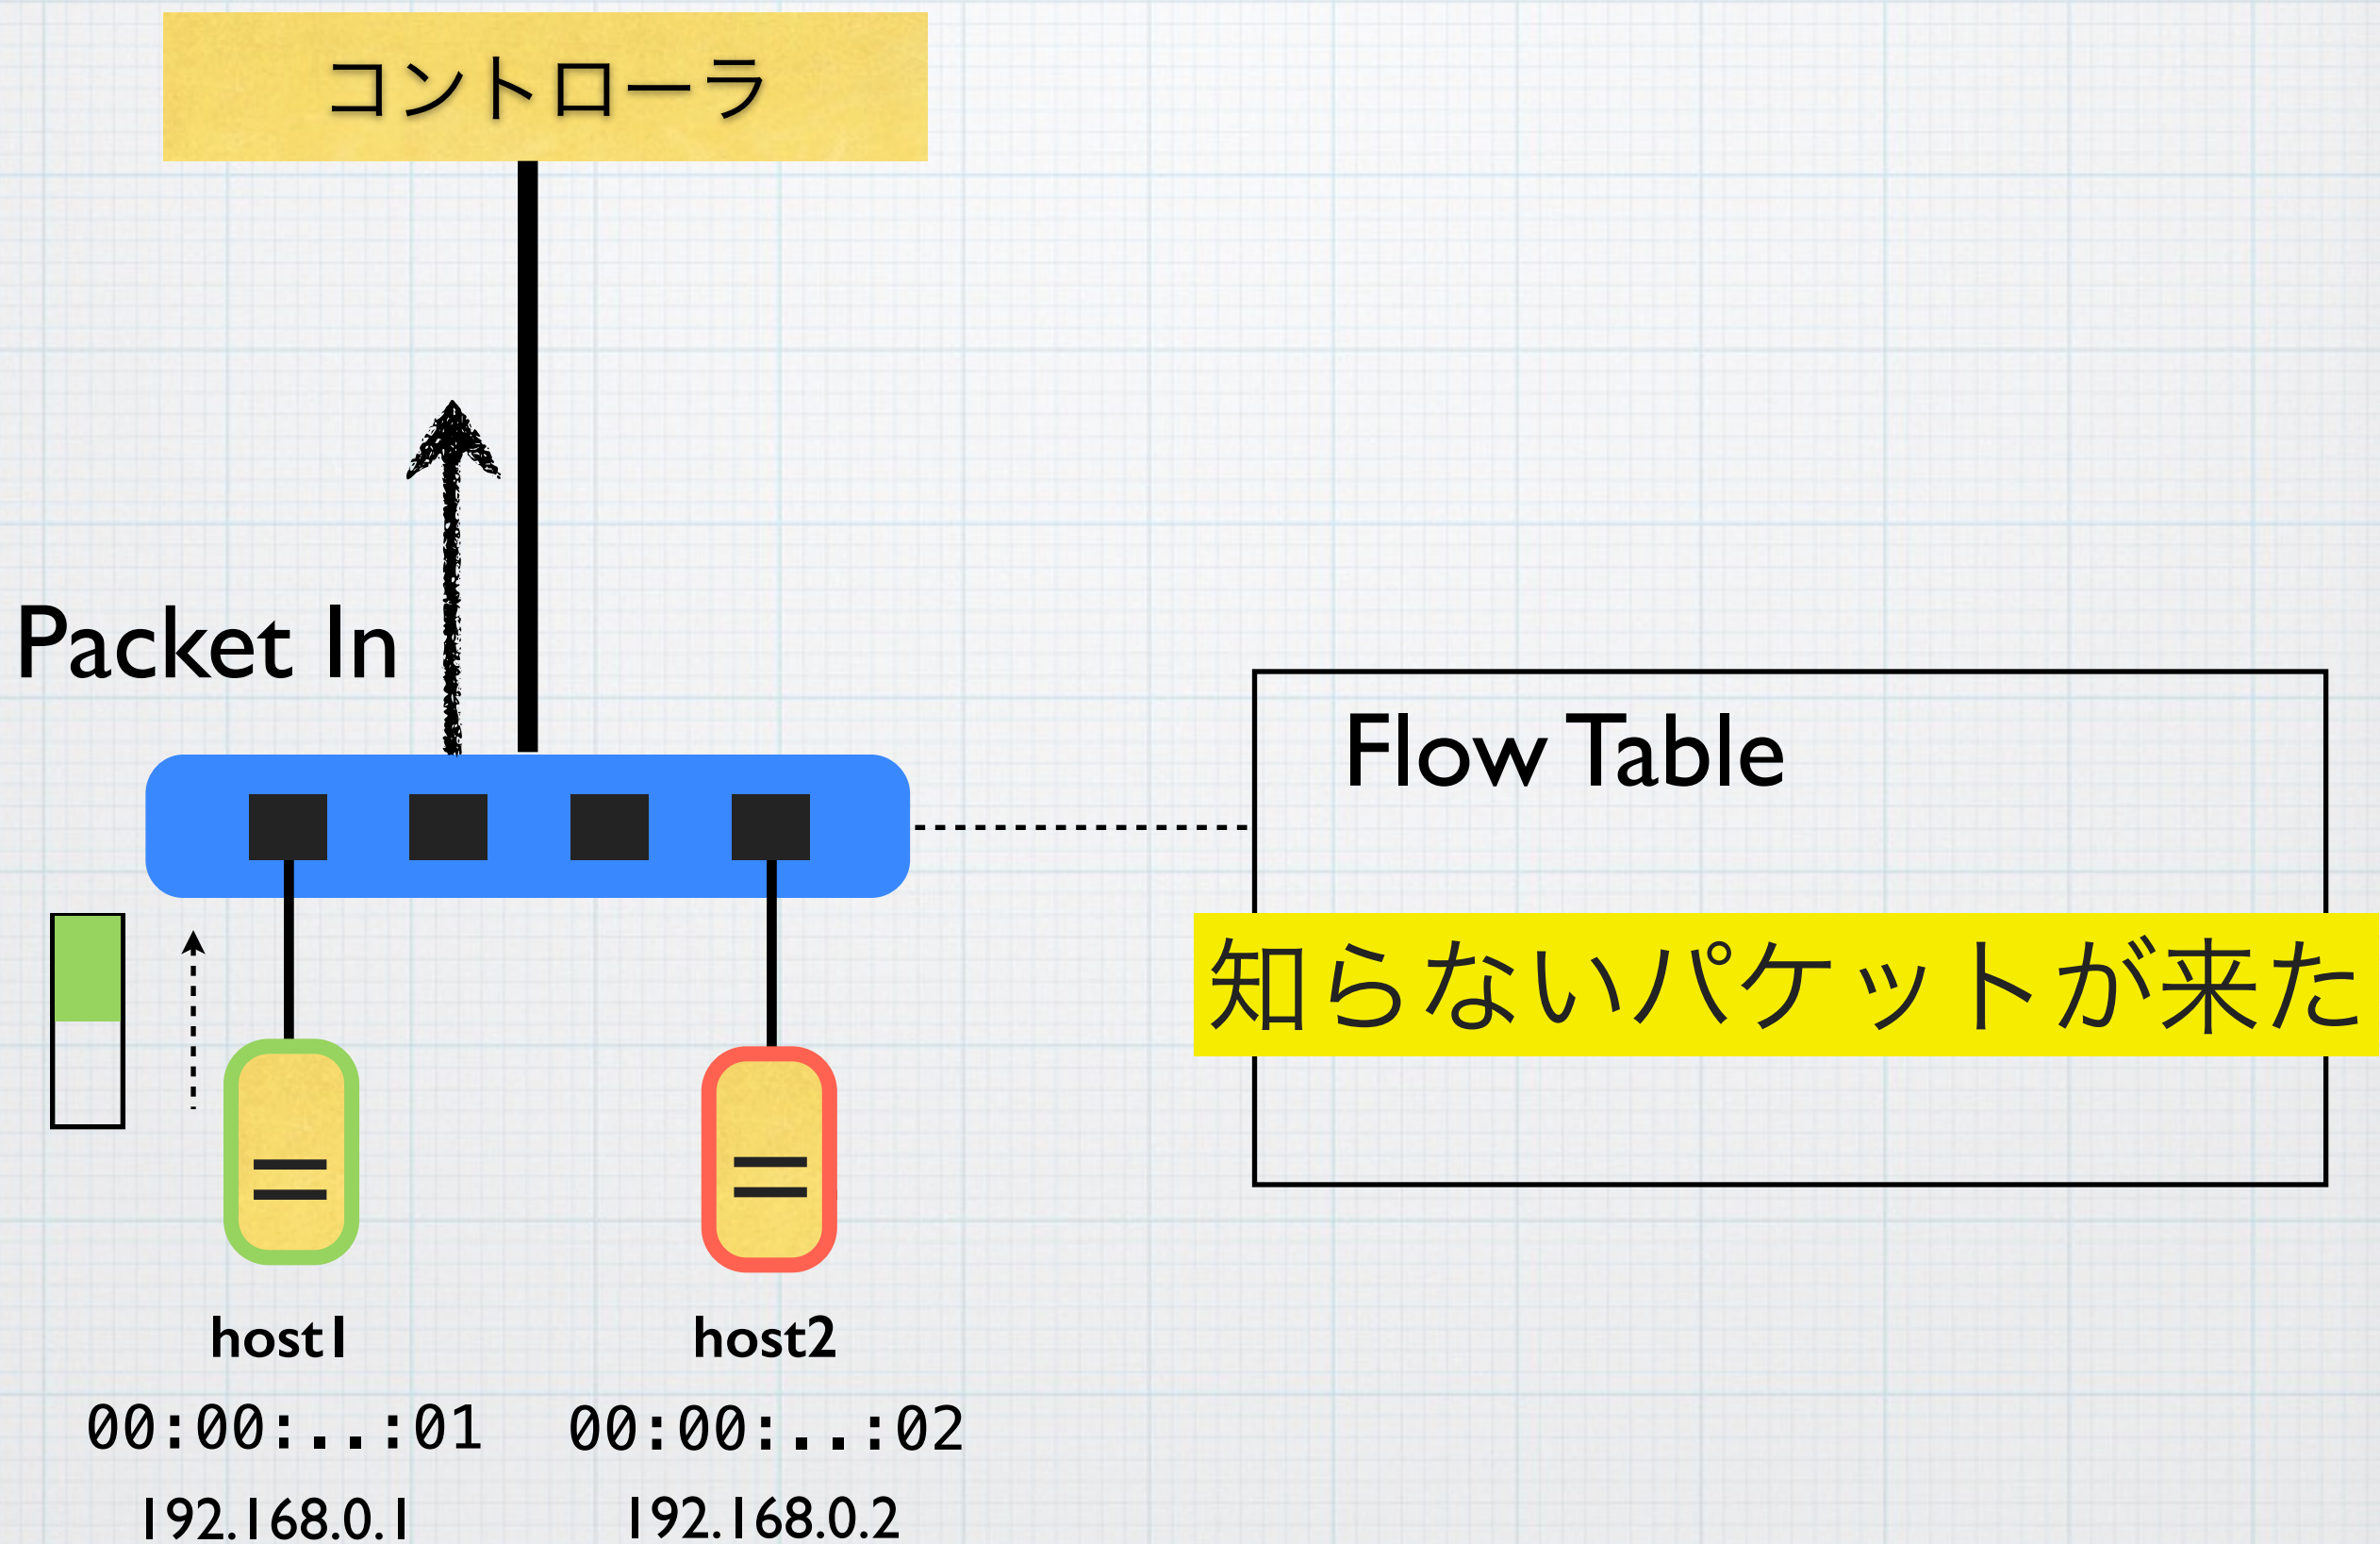 コントローラ
Packet In
Flow Table
知らないパケットが来た
host1
host2
00:00:..:01
00:00:..:02
192.168.0.1
192.168.0.2